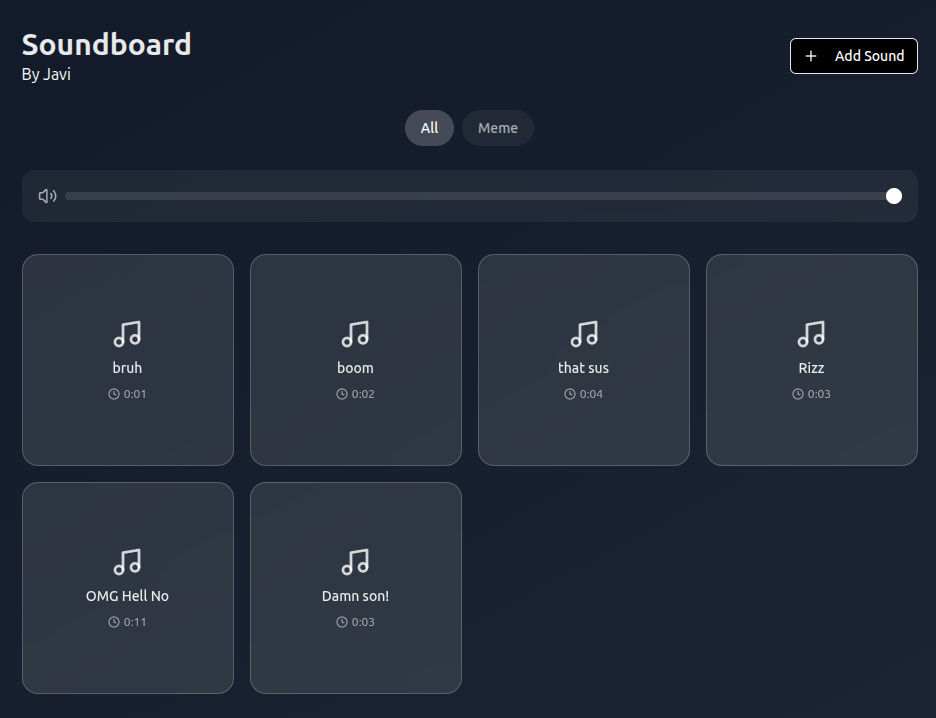 Soundboard
By Javi
Add Sound
All
Meme
bruh
0:01
boom
0:02
that sus
0:04
Rizz
0:03
OMG Hell No
0:11
Damn son!
0:03